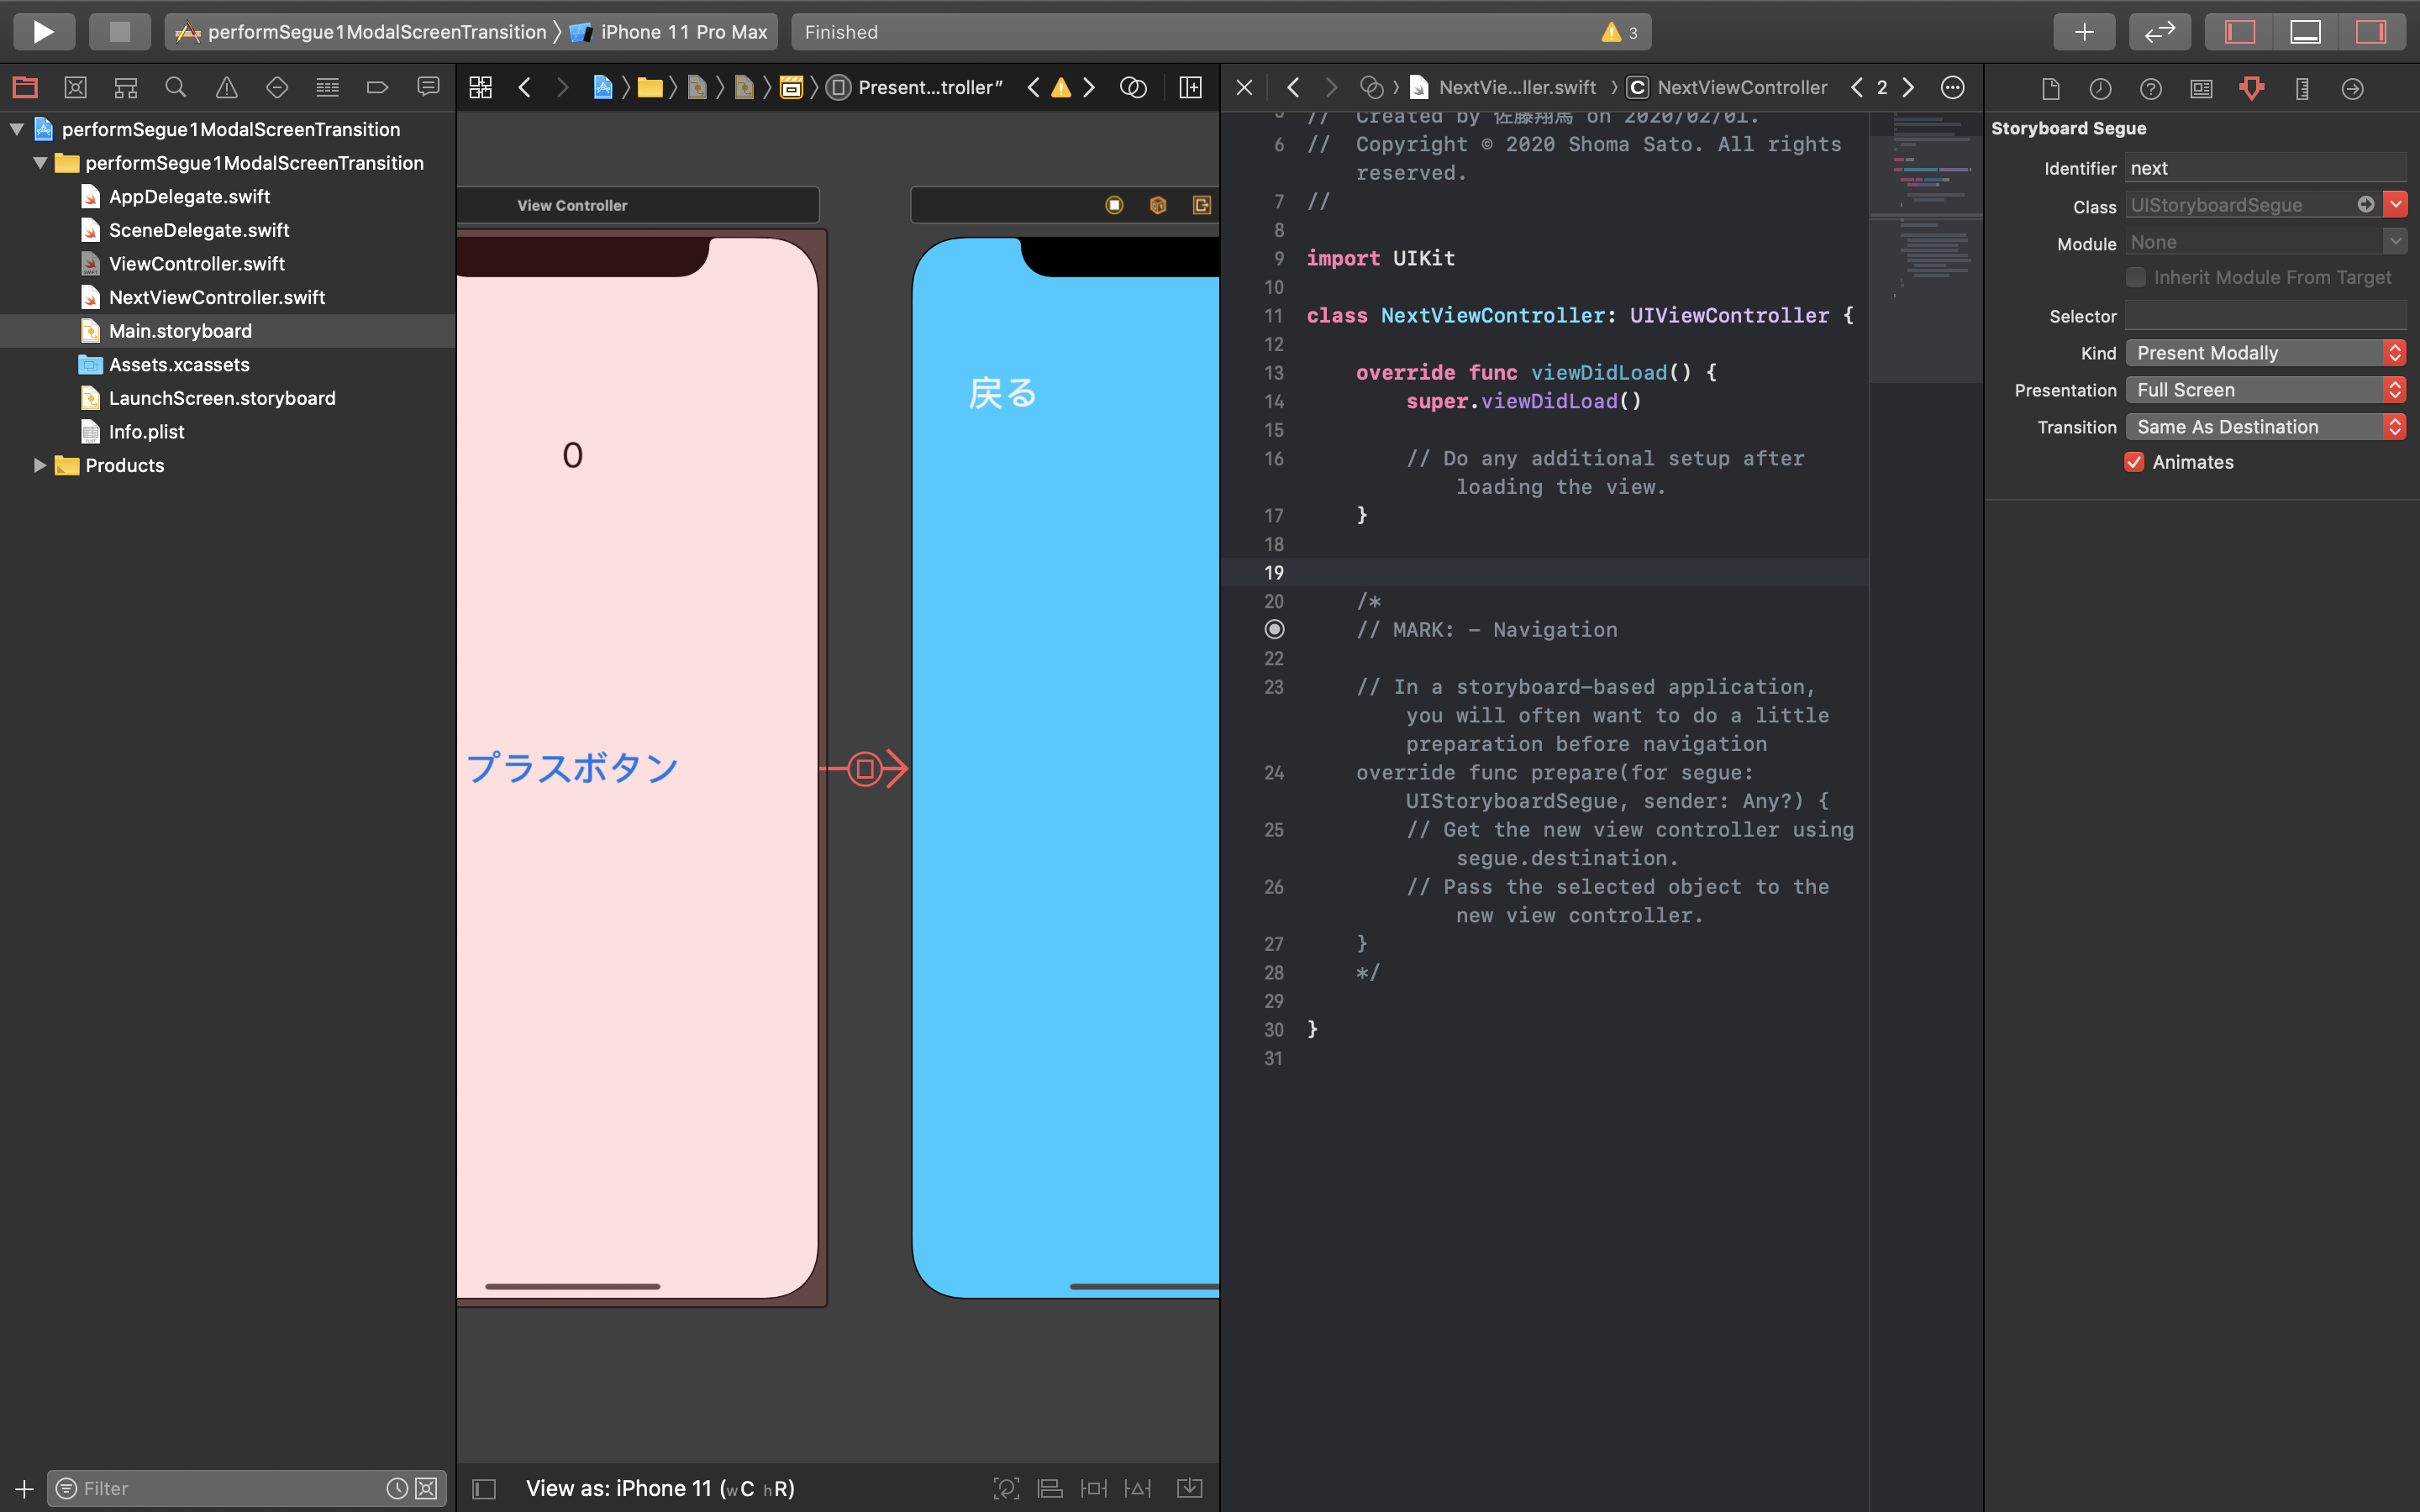 performSegue1ModalScreenTransition
iPhone 11 Pro Max
Finished
3
Present...troller”
NextVie...ller.swift
C
NextViewController
2
performSegue1ModalScreenTransition
performSegue1ModalScreenTransition
AppDelegate.swift
SceneDelegate.swift
ViewController.swift
NextViewController.swift
Main.storyboard
Assets.xcassets
LaunchScreen.storyboard
Info.plist
Products
Filter
View Controller
0
プラスボタン
戻る
View as: iPhone 11 (wC hR)
// Created by 佐藤翔馬 on 2020/02/01.
6 // Copyright © 2020 Shoma Sato. All rights
reserved.
7 //
8
9 import UIKit
10
11 class NextViewController: UIViewController {
12
13 override func viewDidLoad() {
14 super.viewDidLoad()
15
16 // Do any additional setup after
loading the view.
17 }
18
19
20 /*
// MARK: - Navigation
22
23 // In a storyboard-based application,
you will often want to do a little
preparation before navigation
24 override func prepare(for segue:
UIStoryboardSegue, sender: Any?) {
25 // Get the new view controller using
segue.destination.
26 // Pass the selected object to the
new view controller.
27 }
28 */
29
30 }
31
Storyboard Segue
Identifier next
Class UIStoryboardSegue
Module None
Inherit Module From Target
Selector
Kind Present Modally
Presentation Full Screen
Transition Same As Destination
Animates